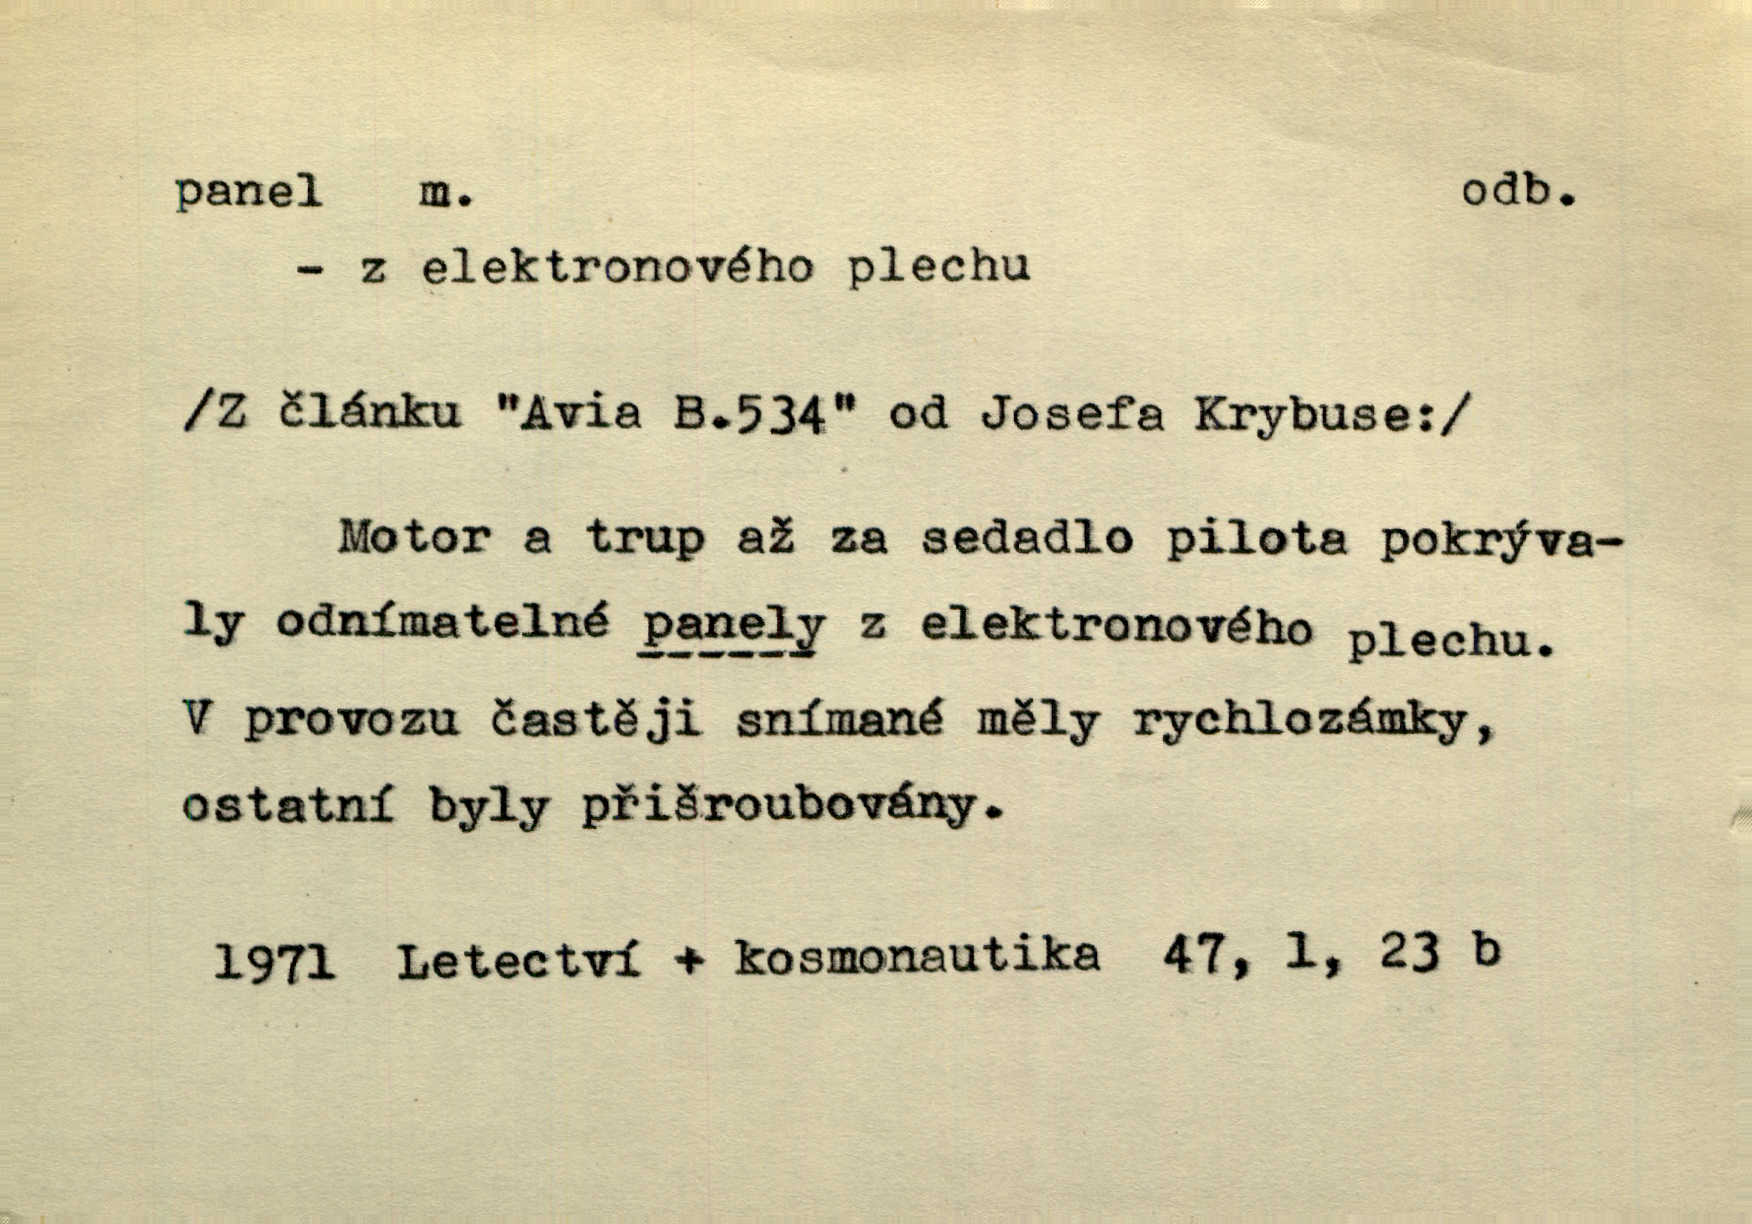 panel m. odb.
- z elektronového plechu
/Z článku "Avia B.534" od Josefa Krybuse:/
Motor a trup až za sedadlo pilota pokrýva-
ly odnímatelné panely z elektronového plechu.
V provozu častěji snímané měly rychlozámky,
ostatní byly přišroubovány.
1971 Letectví + kosmonautika 47, 1, 23 b